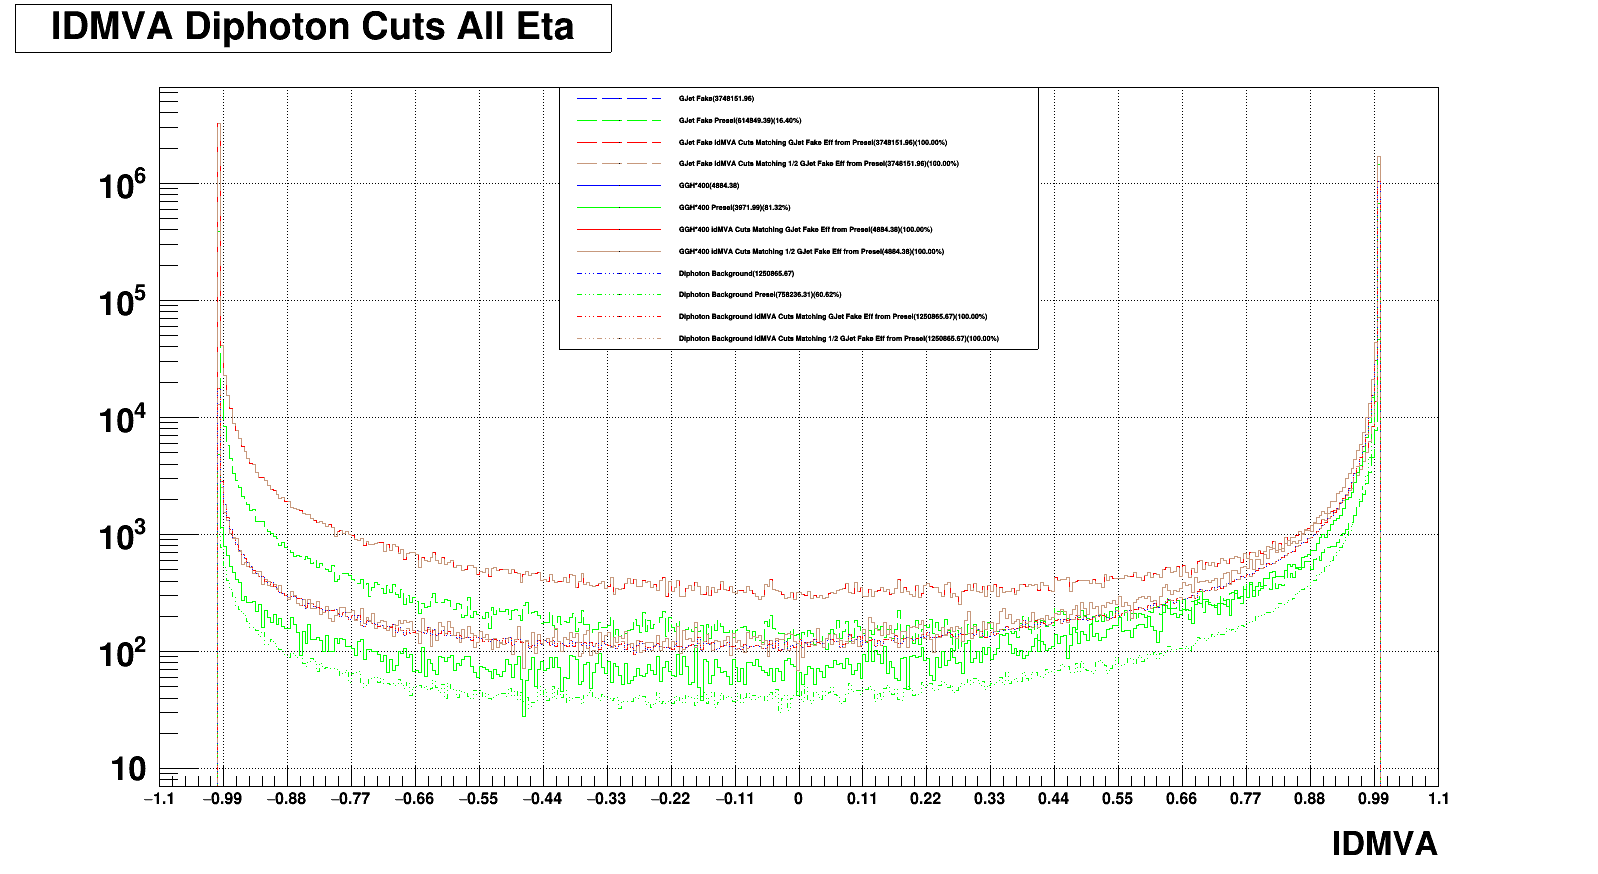 IDMVA Diphoton Cuts All Eta
GJet Fake(3748151.96)
GJet Fake Presel(614849.39)(16.40%)
GJet Fake idMVA Cuts Matching GJet Fake Eff from Presel(3748151.96)(100.00%)
GJet Fake idMVA Cuts Matching 1/2 GJet Fake Eff from Presel(3748151.96)(100.00%)
GGH*400(4884.38)
GGH*400 Presel(3971.99)(81.32%)
GGH*400 idMVA Cuts Matching GJet Fake Eff from Presel(4884.38)(100.00%)
GGH*400 idMVA Cuts Matching 1/2 GJet Fake Eff from Presel(4884.38)(100.00%)
Diphoton Background(1250865.67)
Diphoton Background Presel(758236.31)(60.62%)
Diphoton Background idMVA Cuts Matching GJet Fake Eff from Presel(1250865.67)(100.00%)
Diphoton Background idMVA Cuts Matching 1/2 GJet Fake Eff from Presel(1250865.67)(100.00%)
10^6
10^5
10^4
10^3
10^2
10
−1.1 −0.99 −0.88 −0.77 −0.66 −0.55 −0.44 −0.33 −0.22 −0.11 0 0.11 0.22 0.33 0.44 0.55 0.66 0.77 0.88 0.99 1.1
IDMVA